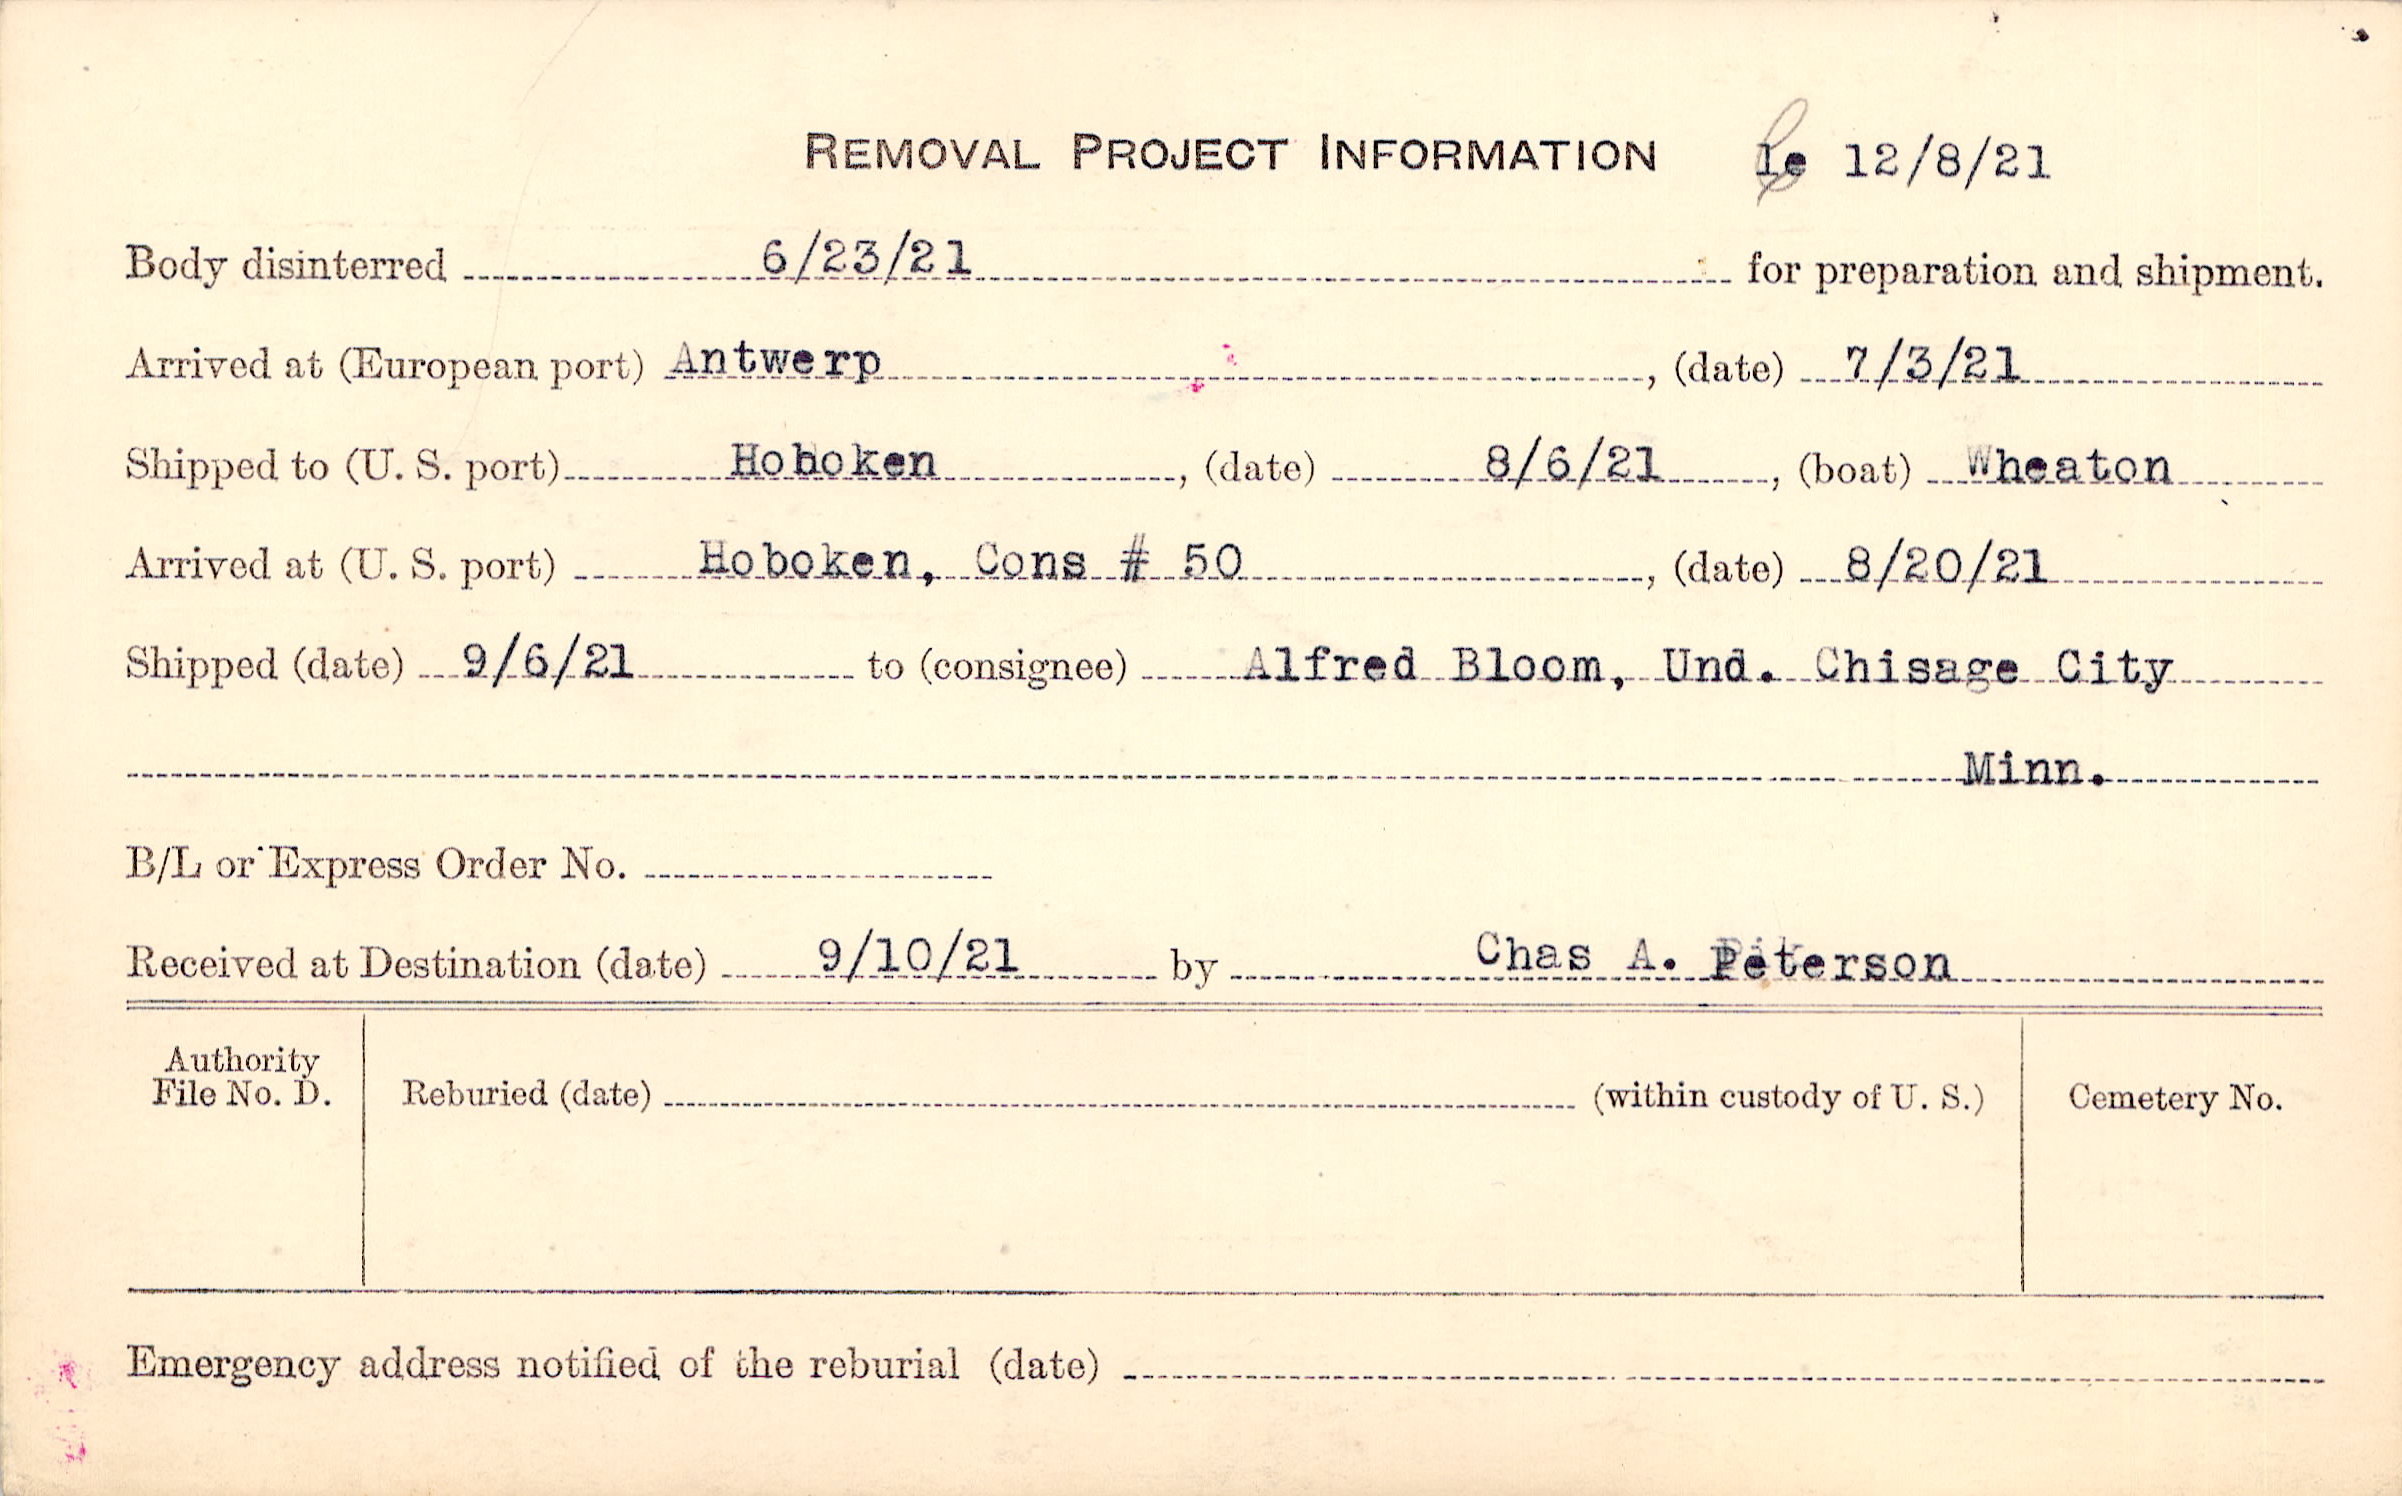 REMOVAL PROJECT INFORMATION le 12/8/21
Body disinterred 6/23/21 for preparation and shipment.
Arrived at (European port) Antwerp, (date) 7/3/21
Shipped to (U. S. port) Hoboken, (date) 8/6/21, (boat) Wheaton
Arrived at (U. S. port) Hoboken, Cons # 50, (date) 8/20/21
Shipped (date) 9/6/21 to (consignee) Alfred Bloom, Und. Chisage City
Minn.
B/L or Express Order No.
Received at Destination (date) 9/10/21 by Chas A. Peterson
Authority
File No. D. Reburied (date) (within custody of U. S.) Cemetery No.
Emergency address notified of the reburial (date)